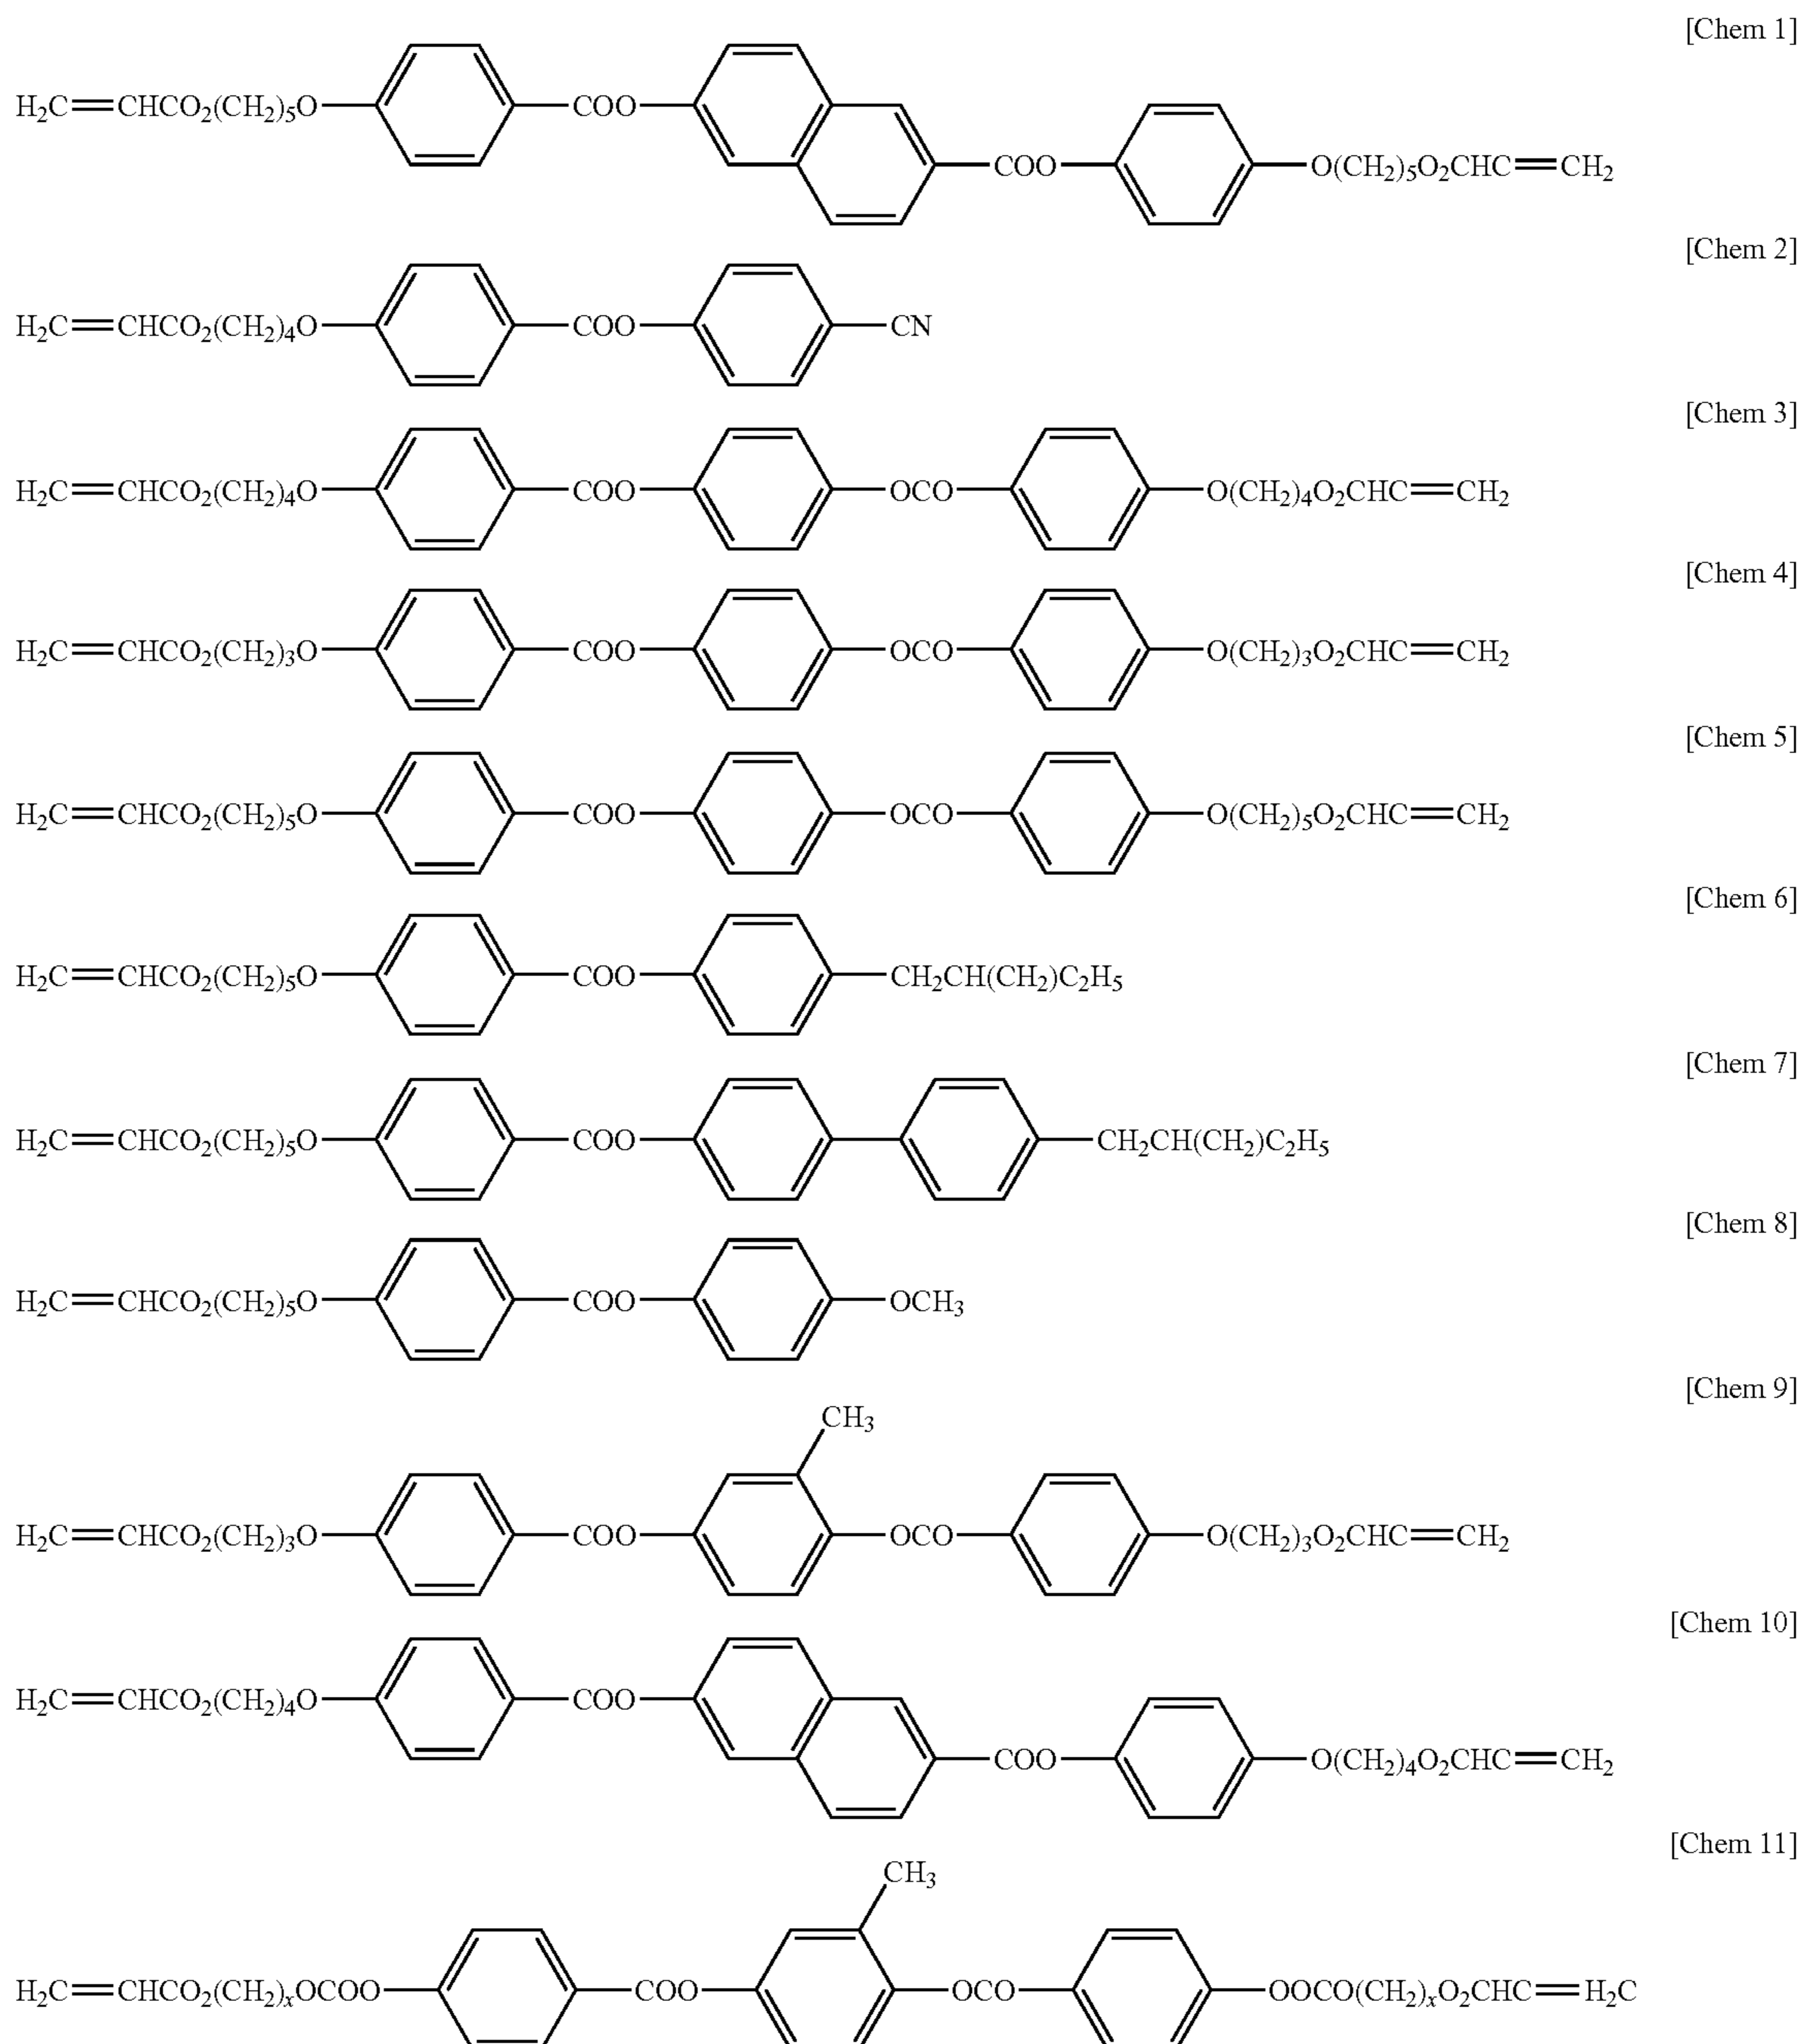 [Chem 1]
H₂C=CHCO₂(CH₂)₅O COO COO O(CH₂)₅O₂CHC=CH₂
[Chem 2]
H₂C=CHCO₂(CH₂)₄O COO CN
[Chem 3]
H₂C=CHCO₂(CH₂)₄O COO OCO O(CH₂)₄O₂CHC=CH₂
[Chem 4]
H₂C=CHCO₂(CH₂)₃O COO OCO O(CH₂)₃O₂CHC=CH₂
[Chem 5]
H₂C=CHCO₂(CH₂)₅O COO OCO O(CH₂)₅O₂CHC=CH₂
[Chem 6]
H₂C=CHCO₂(CH₂)₅O COO CH₂CH(CH₂)C₂H₅
[Chem 7]
H₂C=CHCO₂(CH₂)₅O COO CH₂CH(CH₂)C₂H₅
[Chem 8]
H₂C=CHCO₂(CH₂)₅O COO OCH₃
[Chem 9]
CH₃
H₂C=CHCO₂(CH₂)₃O COO OCO O(CH₂)₃O₂CHC=CH₂
[Chem 10]
H₂C=CHCO₂(CH₂)₄O COO COO O(CH₂)₄O₂CHC=CH₂
[Chem 11]
CH₃
H₂C=CHCO₂(CH₂)ₓOCOO COO OCO OOCO(CH₂)ₓO₂CHC=H₂C